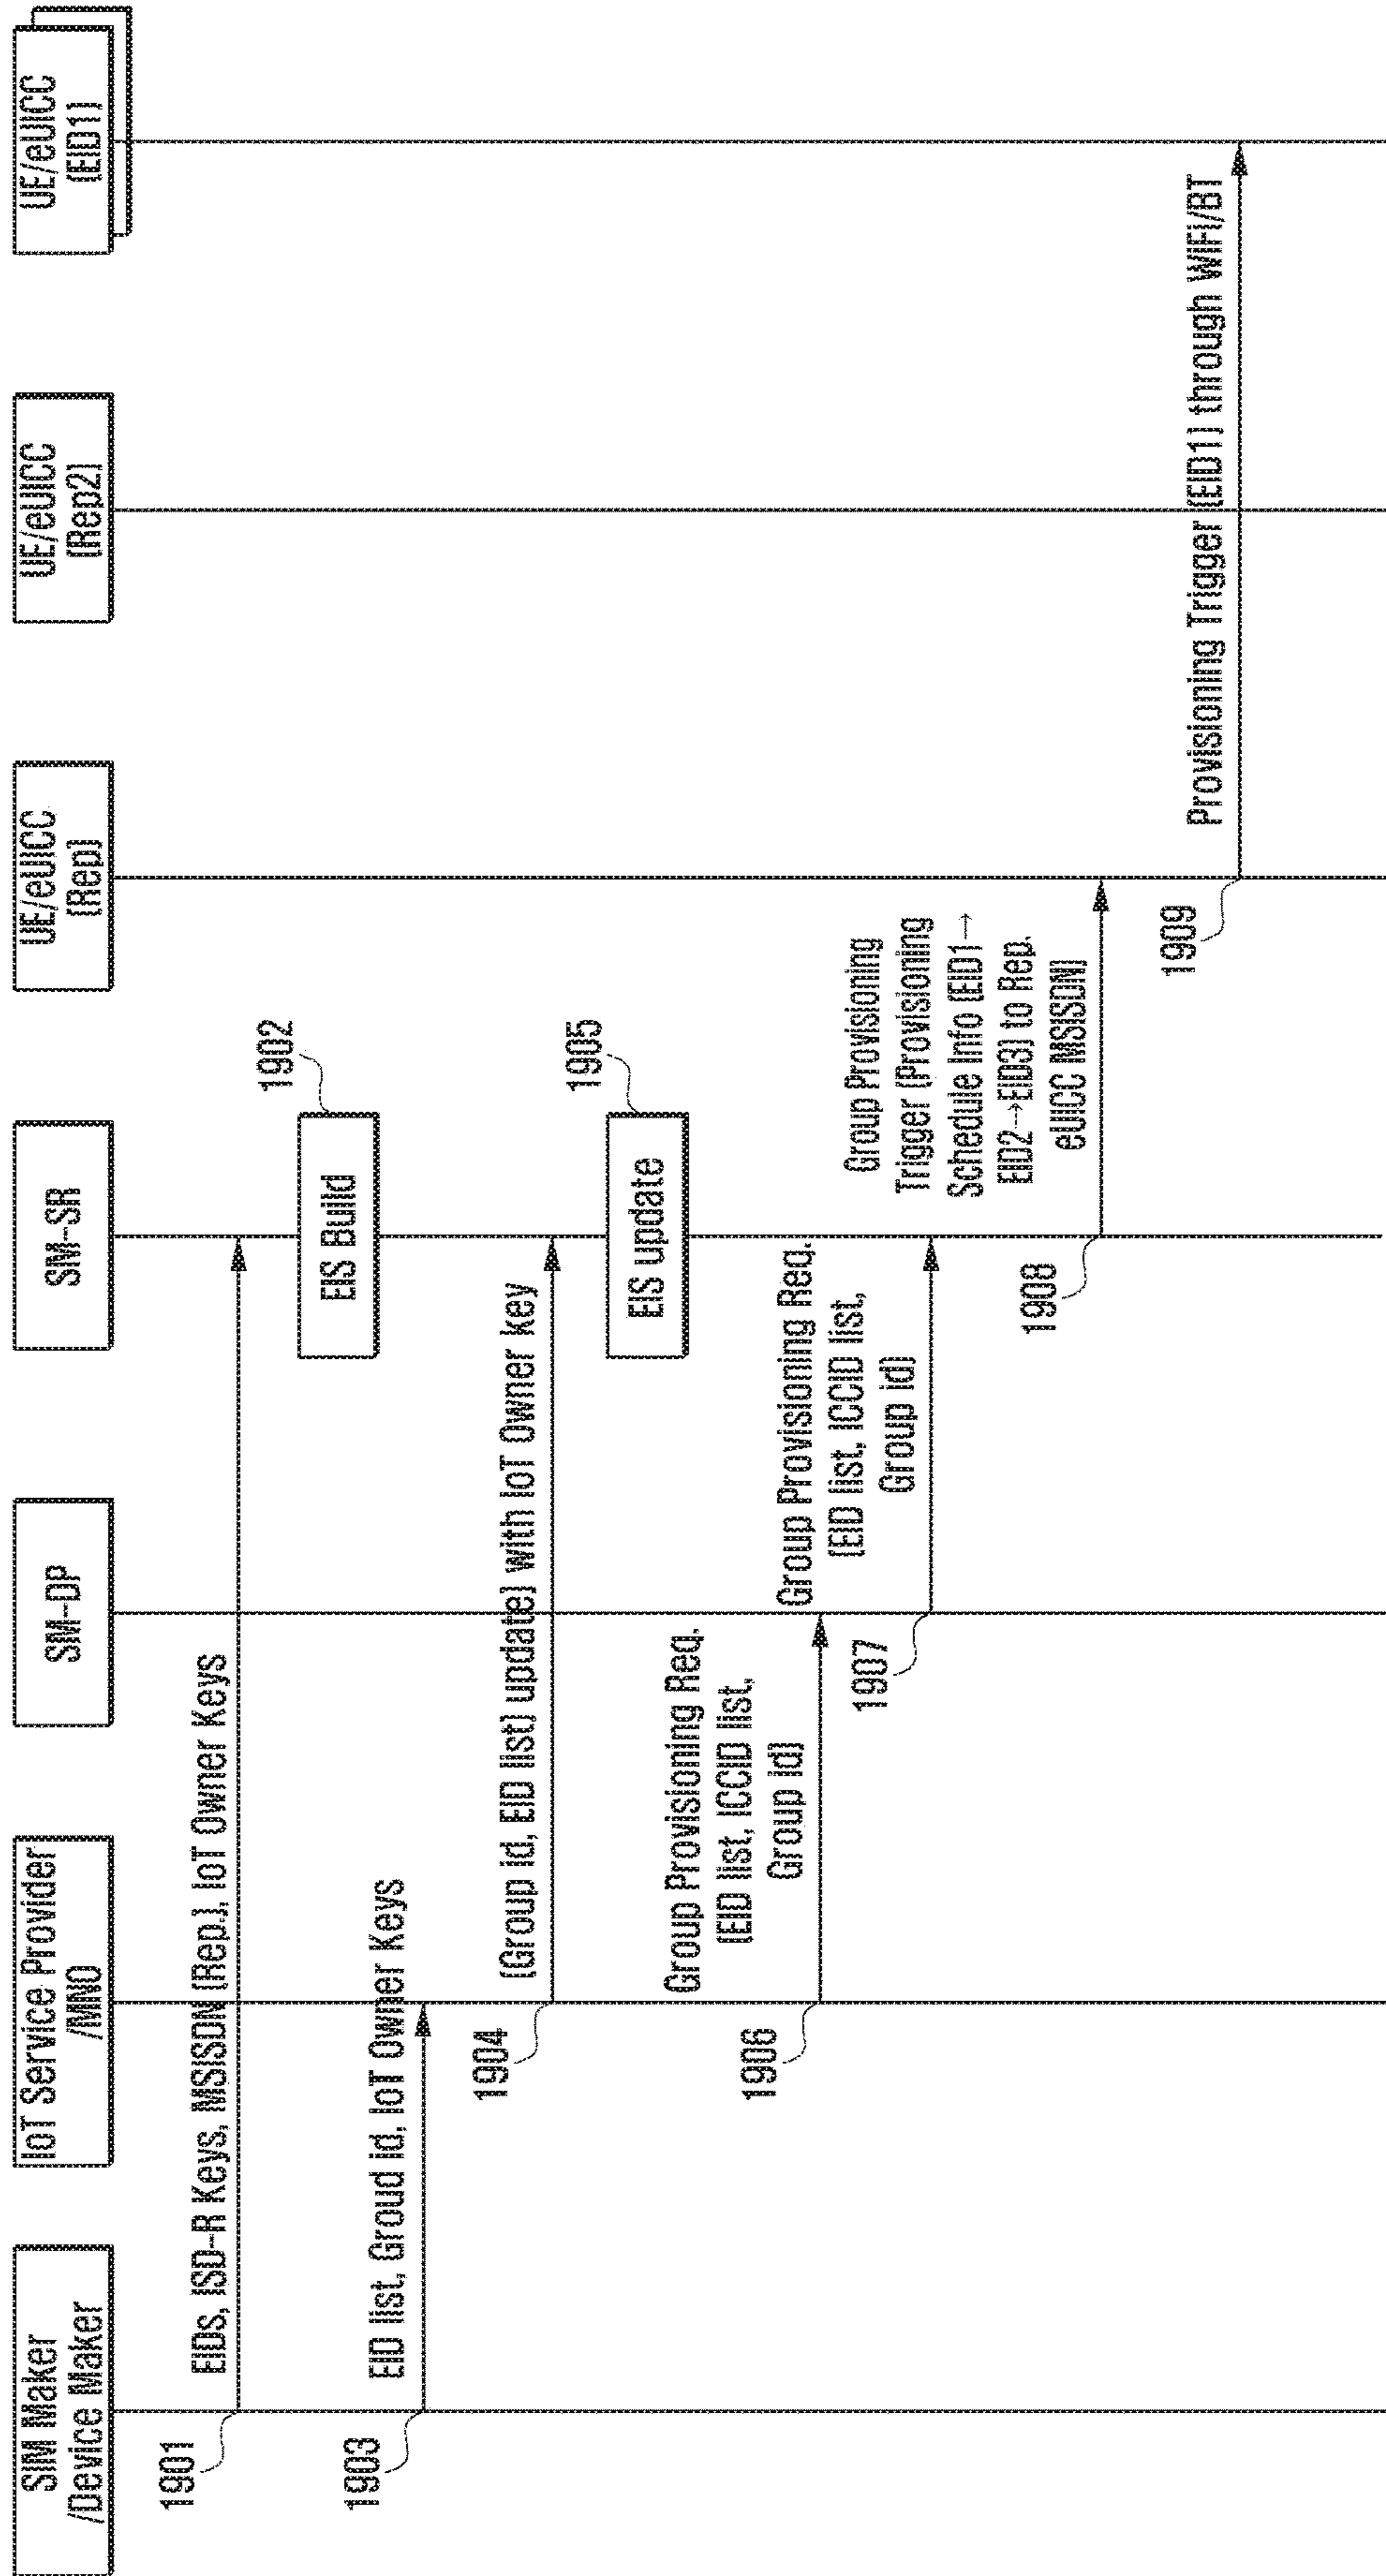 SIM Maker
/Device Maker
IoT Service Provider
/MNO
SM-DP
SM-SR
UE/eUICC
(Rep)
UE/eUICC
(Rep2)
UE/eUICC
(EID1)
1901
EIDs, ISD-R Keys, MSISDN (Rep.), IoT Owner Keys
EIS Build
1902
1903
EID list, Groud id, IoT Owner Keys
1904
(Group id, EID list) update) with IoT Owner key
EIS update
1905
1906
Group Provisioning Req.
(EID list, ICCID list,
Group id)
1907
Group Provisioning Req.
(EID list, ICCID list,
Group id)
1908
Group Provisioning
Trigger (Provisioning
Schedule Info (EID1→
EID2→EID3) to Rep.
eUICC MSISDN)
1909
Provisioning Trigger (EID1) through WiFi/BT